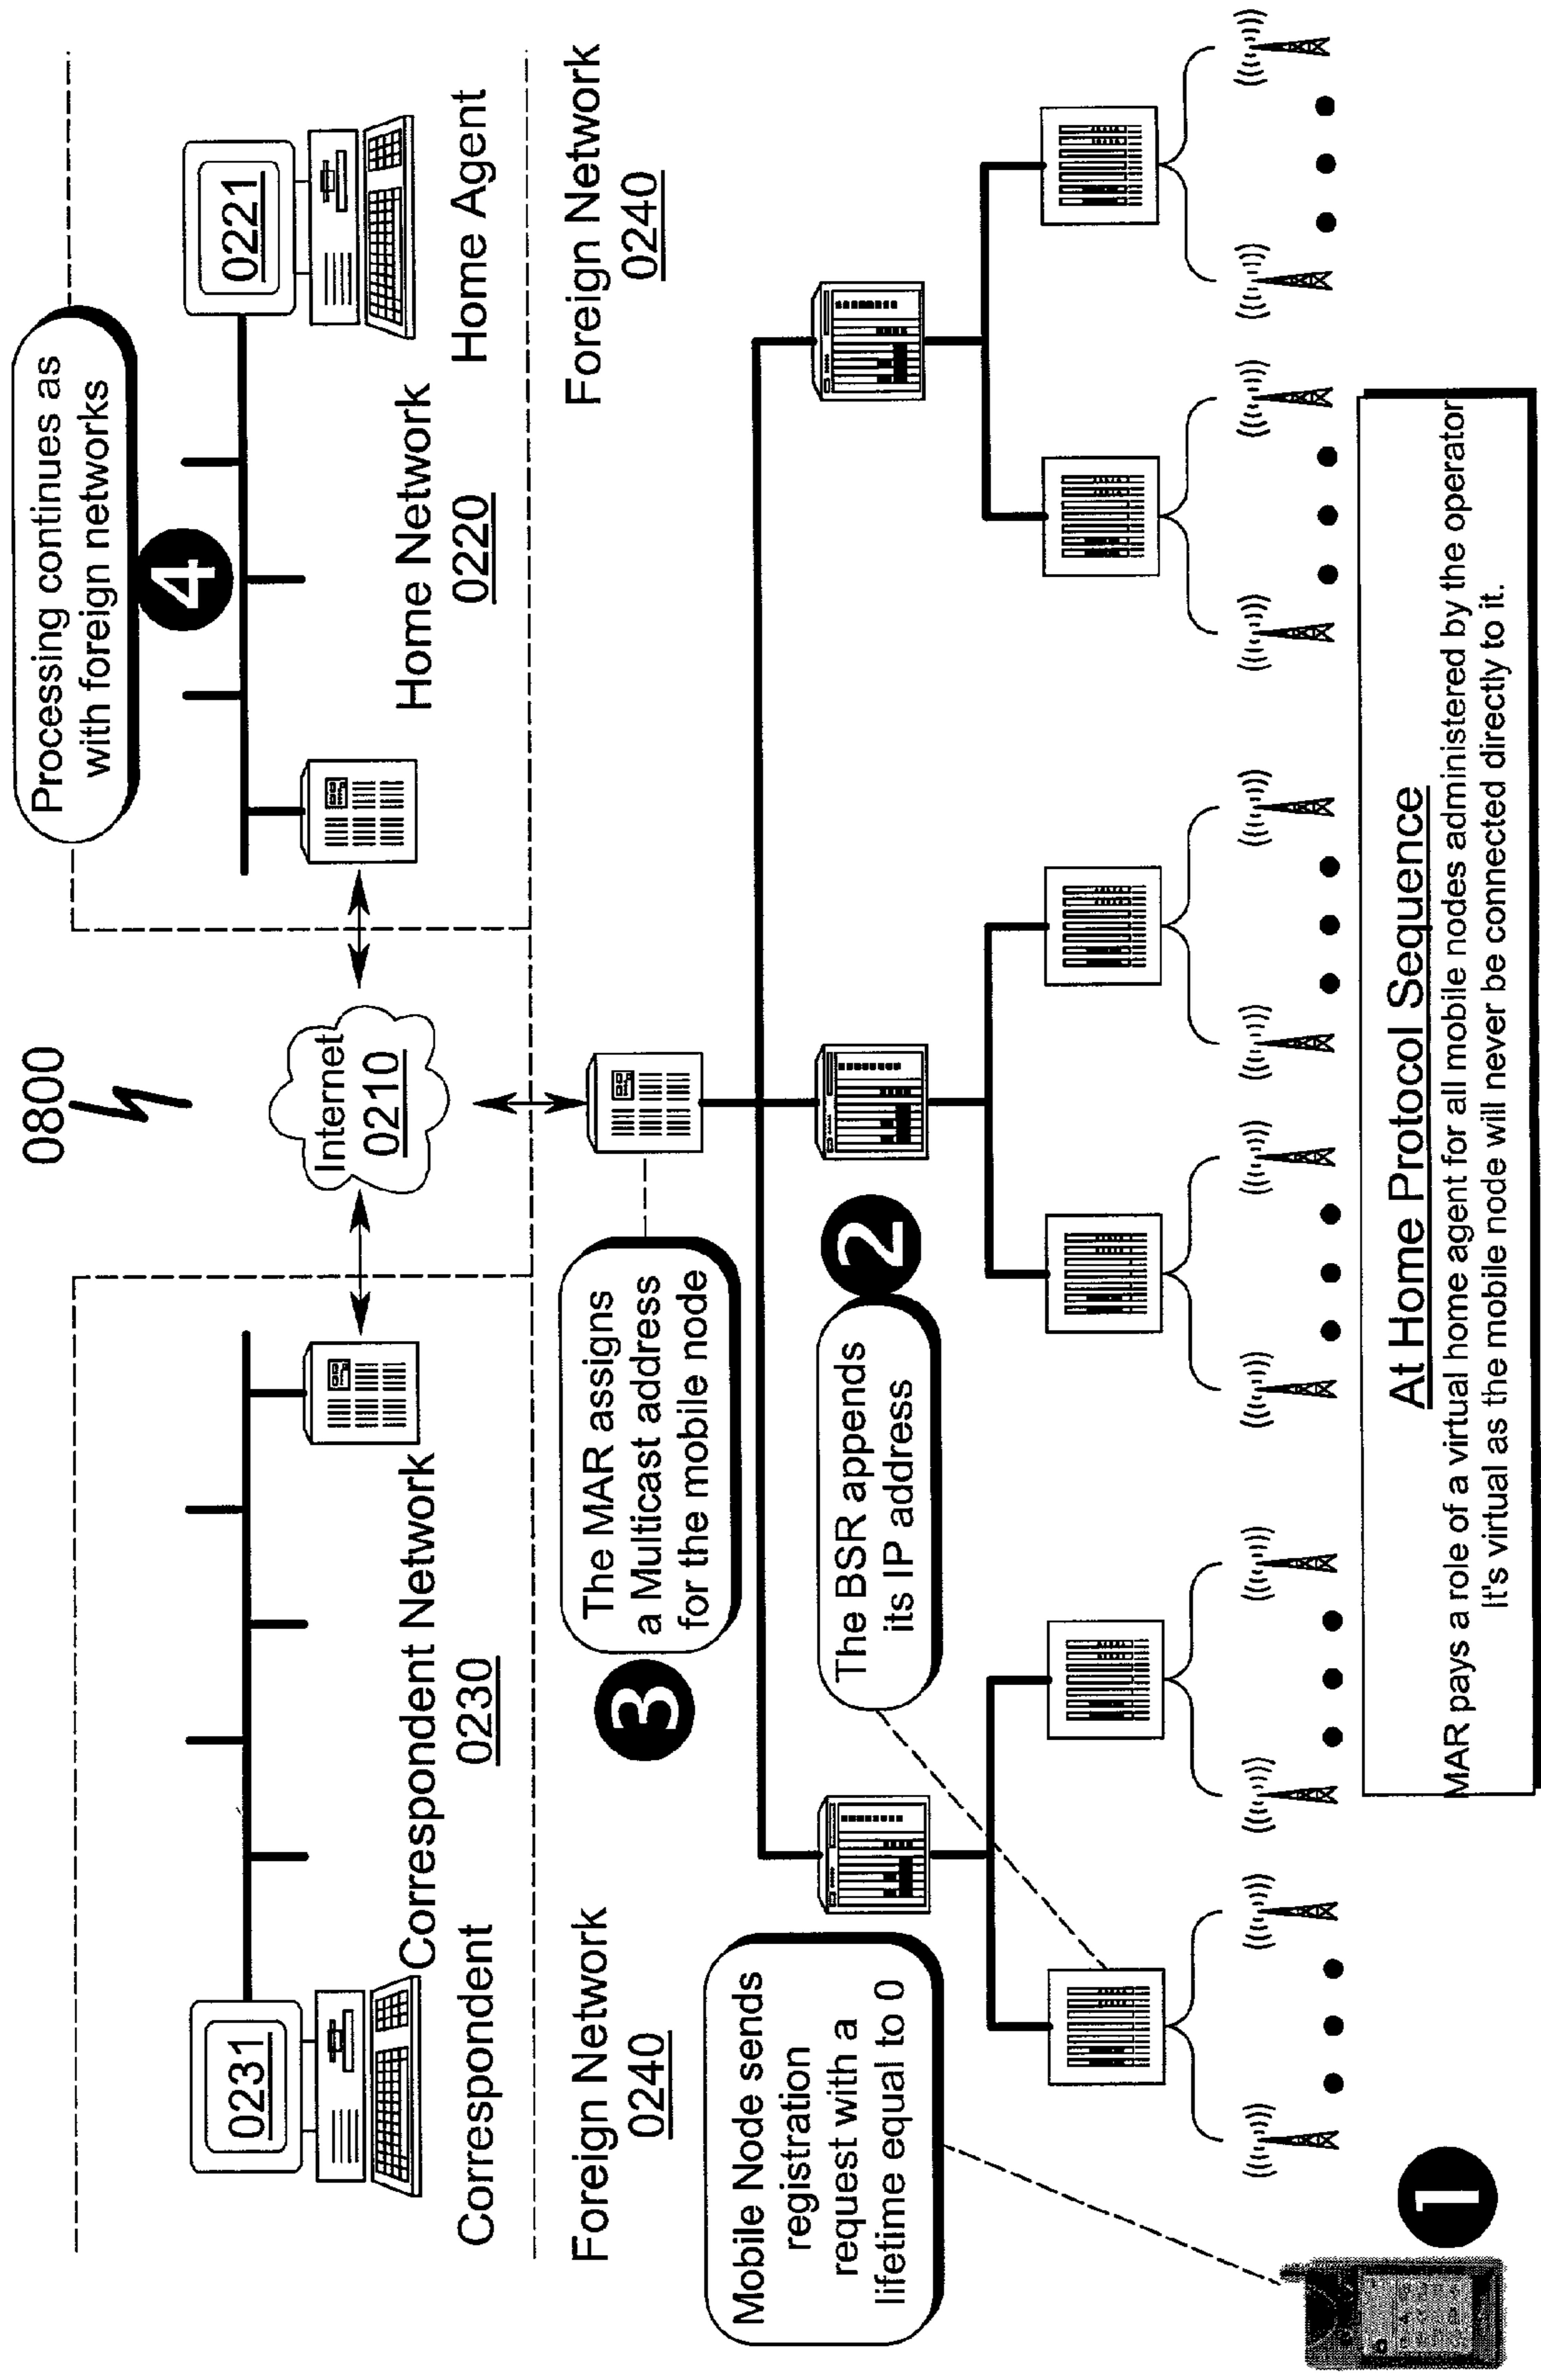 0800
Processing continues as
with foreign networks
4
0231
Correspondent
Correspondent Network
0230
Internet
0210
Home Network
0220
0221
Home Agent
Foreign Network
0240
Foreign Network
0240
3
The MAR assigns
a Multicast address
for the mobile node
Mobile Node sends
registration
request with a
lifetime equal to 0
The BSR appends
its IP address
2
1
At Home Protocol Sequence
MAR pays a role of a virtual home agent for all mobile nodes administered by the operator
It's virtual as the mobile node will never be connected directly to it.